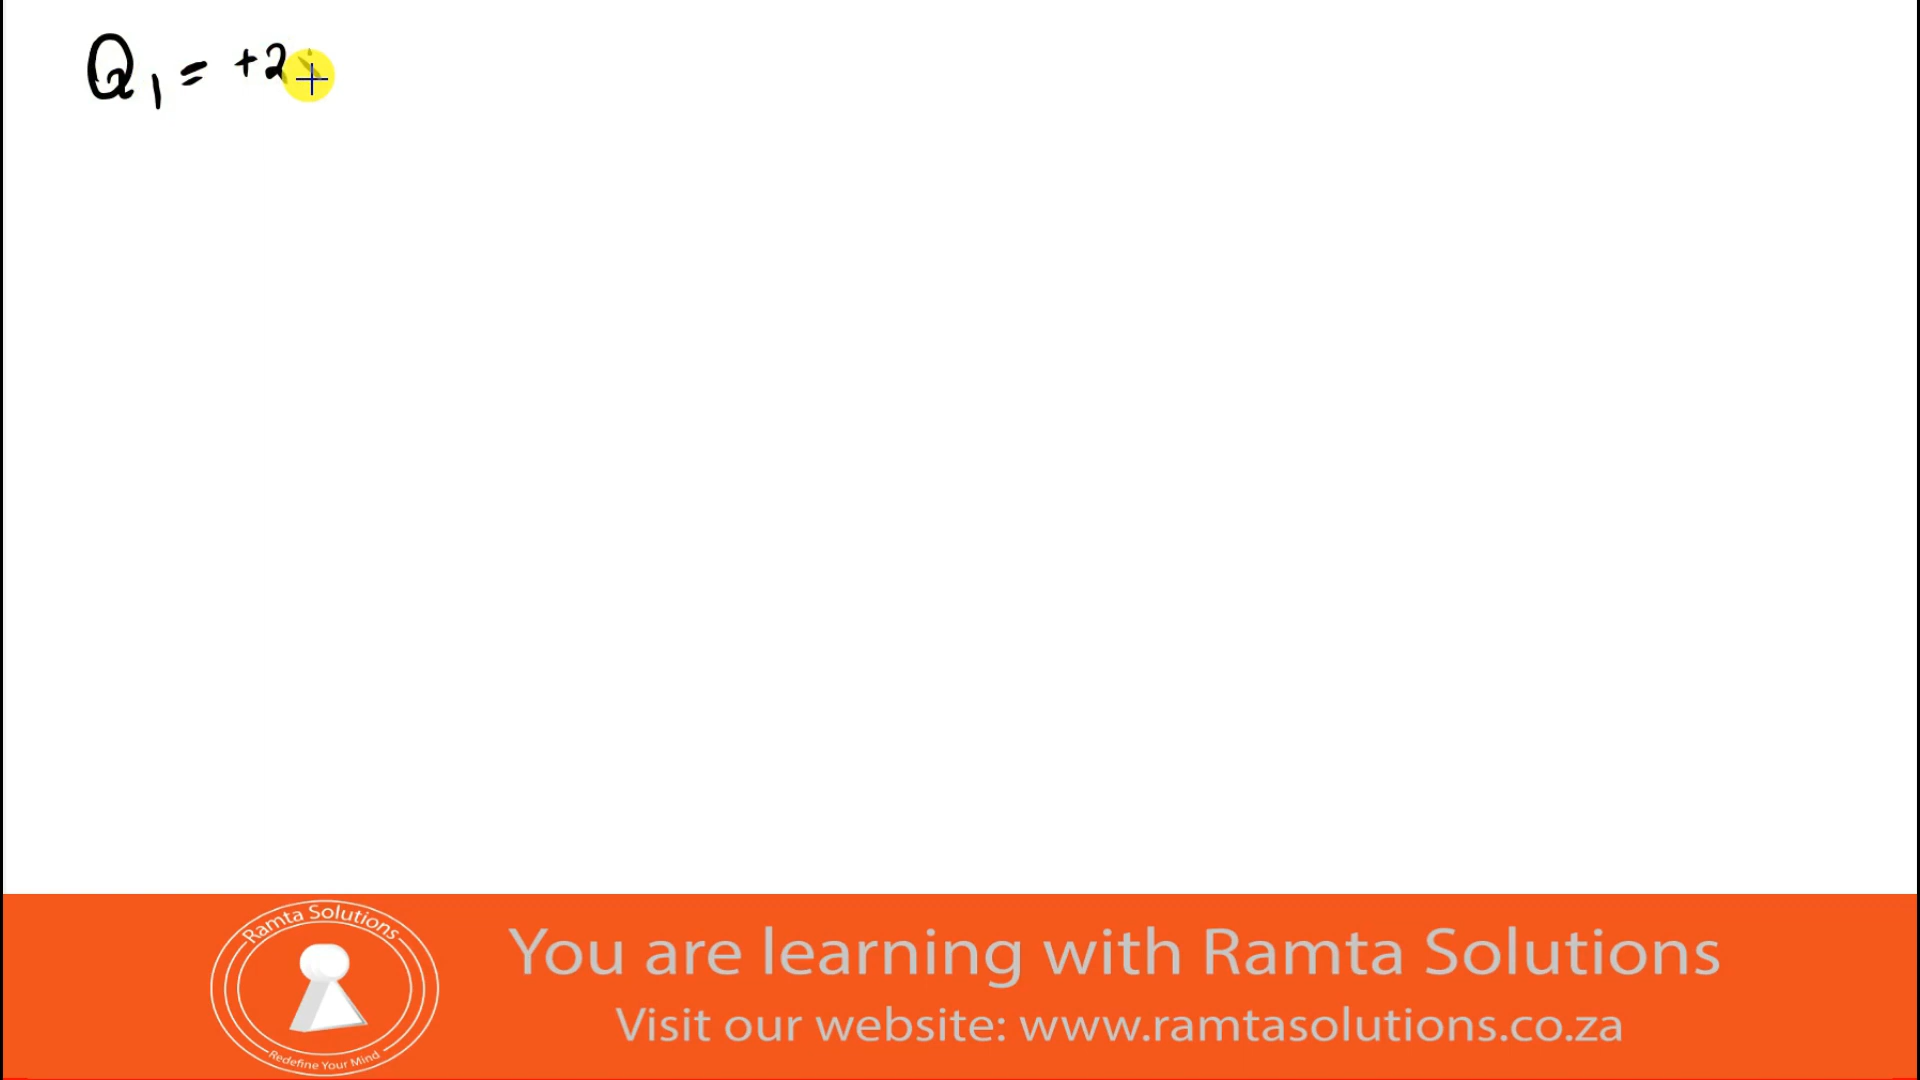 Q₁ = +2
Ramta Solutions
You are learning with Ramta Solutions
Visit our website: www.ramtasolutions.co.za
Redefine Your Mind